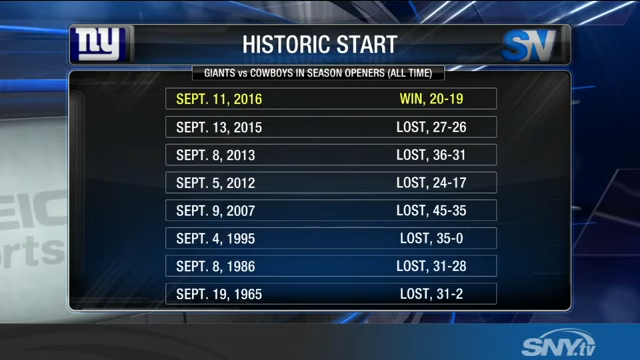 ny
HISTORIC START
SN
GIANTS vs COWBOYS IN SEASON OPENERS (ALL TIME)
SEPT. 11, 2016 WIN, 20-19
SEPT. 13, 2015 LOST, 27-26
SEPT. 8, 2013 LOST, 36-31
SEPT. 5, 2012 LOST, 24-17
SEPT. 9, 2007 LOST, 45-35
SEPT. 4, 1995 LOST, 35-0
SEPT. 8, 1986 LOST, 31-28
SEPT. 19, 1965 LOST, 31-2
EIC
orts
SNY.tv